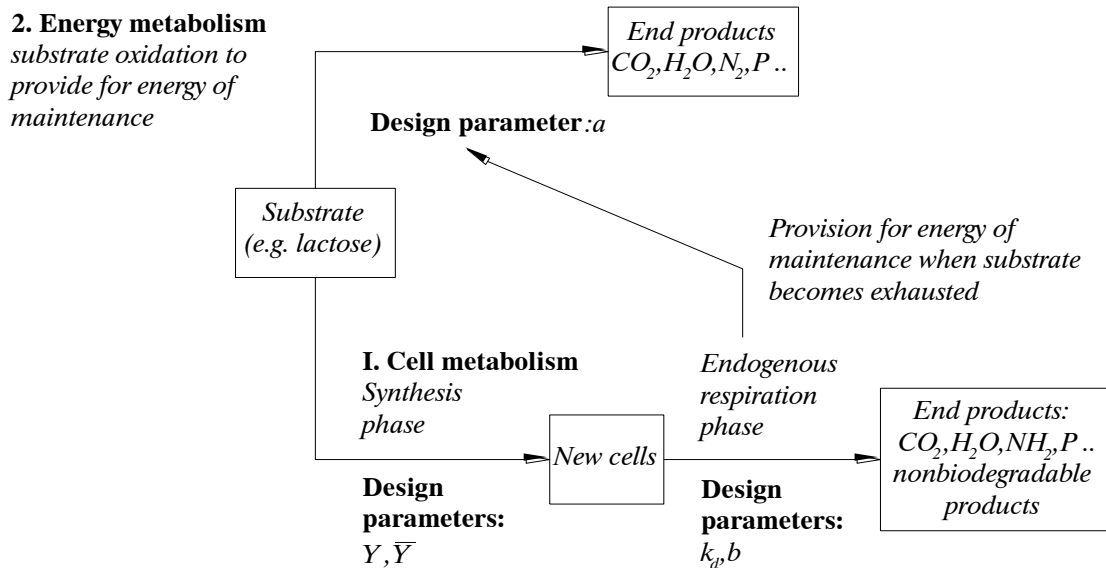 2. Energy metabolism
substrate oxidation to
provide for energy of
maintenance
End products
CO₂,H₂O,N₂,P ..
Design parameter:a
Substrate
(e.g. lactose)
Provision for energy of
maintenance when substrate
becomes exhausted
I. Cell metabolism
Synthesis
phase
Endogenous
respiration
phase
New cells
End products:
CO₂,H₂O,NH₂,P ..
nonbiodegradable
products
Design
parameters:
Y,Y̅
Design
parameters:
k_d,b